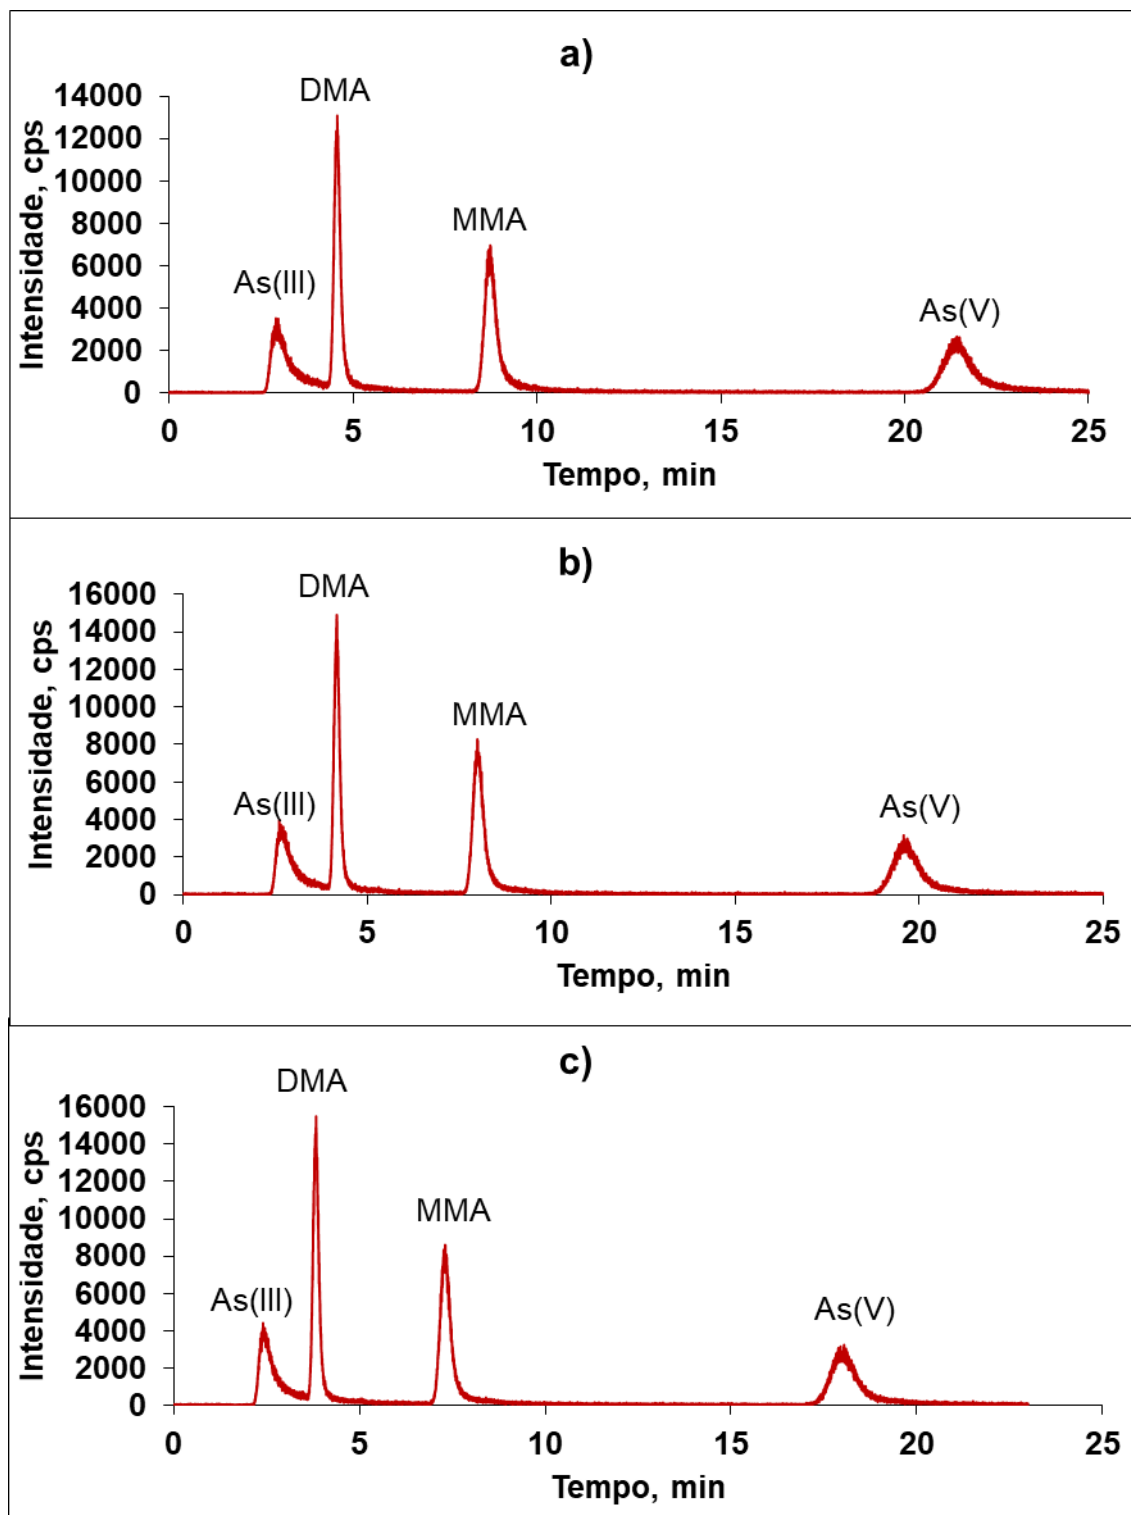 a)
DMA
MMA
As(III)
As(V)
Intensidade, cps
14000
12000
10000
8000
6000
4000
2000
0
0 5 10 15 20 25
Tempo, min
b)
DMA
MMA
As(III)
As(V)
Intensidade, cps
16000
14000
12000
10000
8000
6000
4000
2000
0
0 5 10 15 20 25
Tempo, min
c)
DMA
MMA
As(III)
As(V)
Intensidade, cps
16000
14000
12000
10000
8000
6000
4000
2000
0
0 5 10 15 20 25
Tempo, min